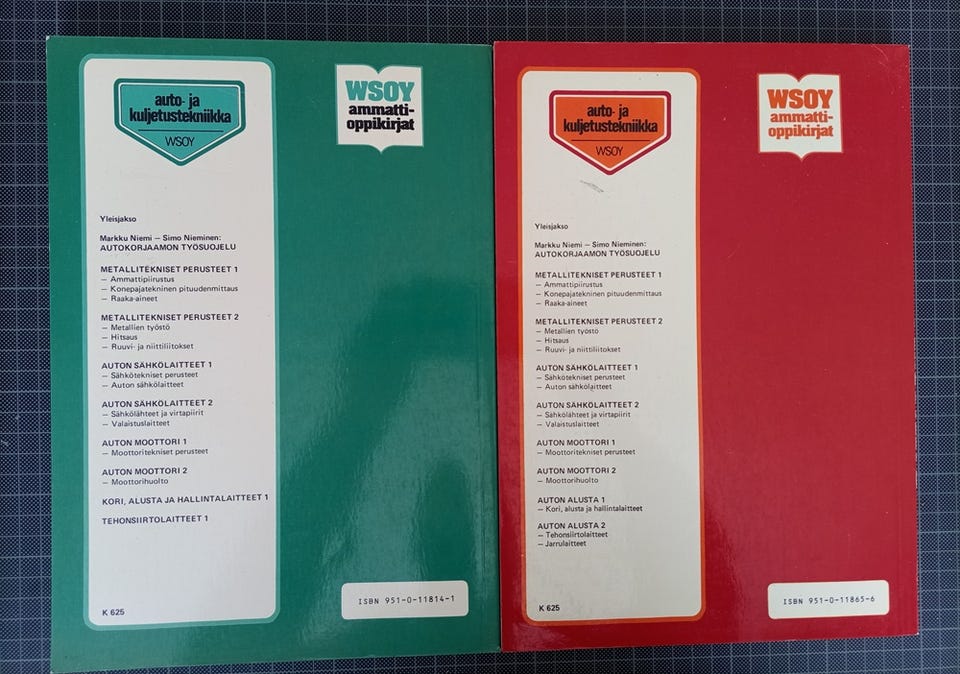 auto- ja
kuljetustekniikka
WSOY
WSOY
ammatti-
oppikirjat
Yleisjakso
Markku Niemi — Simo Nieminen:
AUTOKORJAAMON TYÖSUOJELU
METALLITEKNISET PERUSTEET 1
— Ammattipiirustus
— Konepajatekninen pituudenmittaus
— Raaka-aineet
METALLITEKNISET PERUSTEET 2
— Metallien työstö
— Hitsaus
— Ruuvi- ja niittiliitokset
AUTON SÄHKÖLAITTEET 1
— Sähkötekniset perusteet
— Auton sähkölaitteet
AUTON SÄHKÖLAITTEET 2
— Sähkölähteet ja virtapiirit
— Valaistuslaitteet
AUTON MOOTTORI 1
— Moottoritekniset perusteet
AUTON MOOTTORI 2
— Moottorihuolto
KORI, ALUSTA JA HALLINTALAITTEET 1
TEHONSIIRTOLAITTEET 1
K 625
ISBN 951-0-11814-1
auto- ja
kuljetustekniikka
WSOY
WSOY
ammatti-
oppikirjat
Yleisjakso
Markku Niemi — Simo Nieminen:
AUTOKORJAAMON TYÖSUOJELU
METALLITEKNISET PERUSTEET 1
— Ammattipiirustus
— Konepajatekninen pituudenmittaus
— Raaka-aineet
METALLITEKNISET PERUSTEET 2
— Metallien työstö
— Hitsaus
— Ruuvi- ja niittiliitokset
AUTON SÄHKÖLAITTEET 1
— Sähkötekniset perusteet
— Auton sähkölaitteet
AUTON SÄHKÖLAITTEET 2
— Sähkölähteet ja virtapiirit
— Valaistuslaitteet
AUTON MOOTTORI 1
— Moottoritekniset perusteet
AUTON MOOTTORI 2
— Moottorihuolto
AUTON ALUSTA 1
— Kori, alusta ja hallintalaitteet
AUTON ALUSTA 2
— Tehonsiirtolaitteet
— Jarrulaitteet
K 625
ISBN 951-0-11865-6